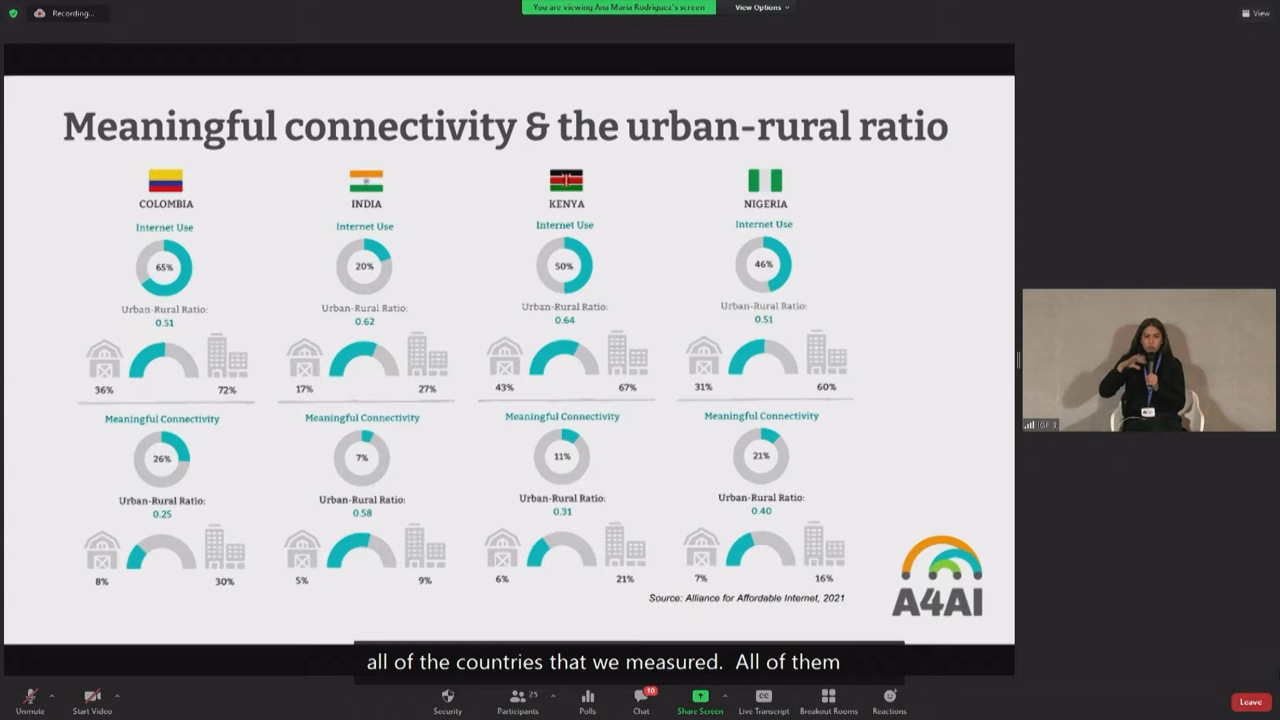 Recording...
You are viewing Ana Maria Rodriguez's screen
View Options
View
Meaningful connectivity & the urban-rural ratio
COLOMBIA
Internet Use
65%
Urban-Rural Ratio:
0.51
36% 72%
Meaningful Connectivity
26%
Urban-Rural Ratio:
0.25
8% 30%
INDIA
Internet Use
20%
Urban-Rural Ratio:
0.62
17% 27%
Meaningful Connectivity
7%
Urban-Rural Ratio:
0.58
5% 9%
KENYA
Internet Use
50%
Urban-Rural Ratio:
0.64
43% 67%
Meaningful Connectivity
11%
Urban-Rural Ratio:
0.31
6% 21%
NIGERIA
Internet Use
46%
Urban-Rural Ratio:
0.51
31% 60%
Meaningful Connectivity
21%
Urban-Rural Ratio:
0.40
7% 16%
Source: Alliance for Affordable Internet, 2021
A4AI
IGF 3
all of the countries that we measured. All of them
Unmute
Start Video
Security
Participants 25
Polls
Chat 10
Share Screen
CC Live Transcript
Breakout Rooms
Reactions
Leave